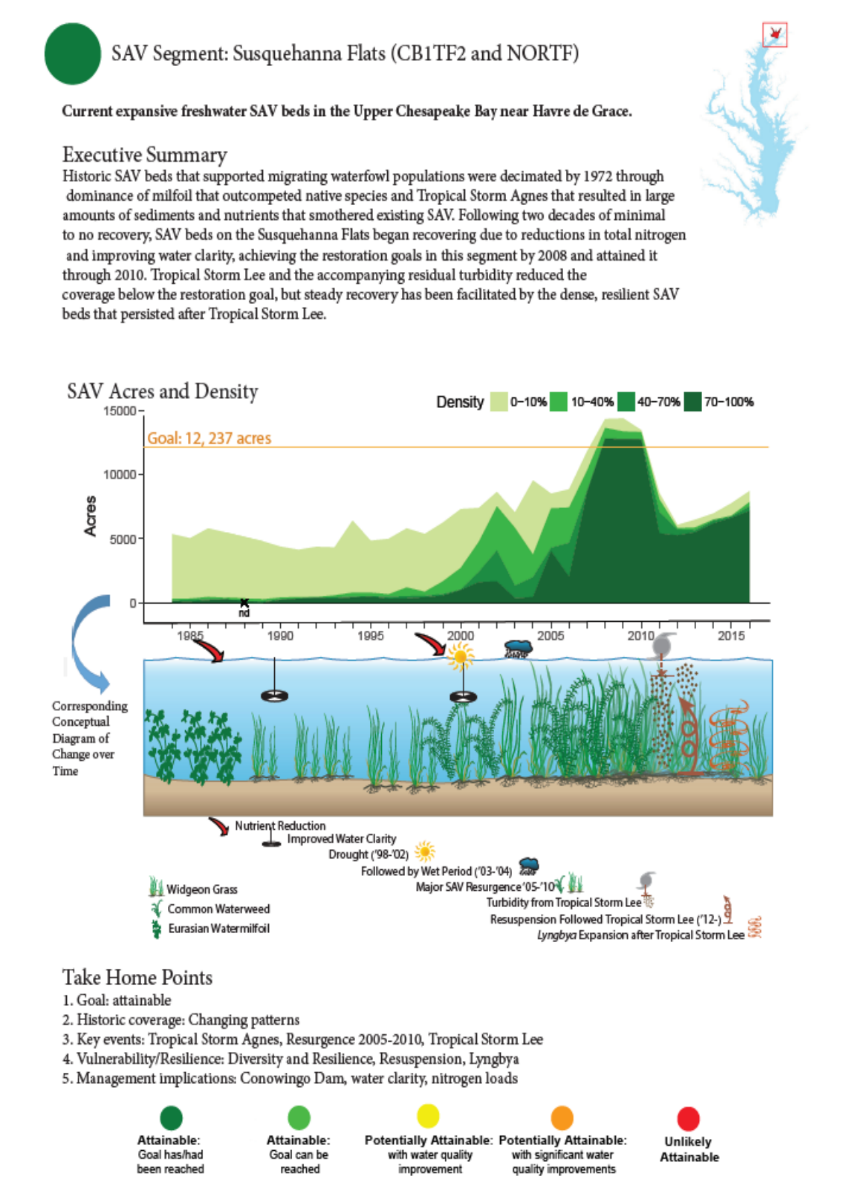 SAV Segment: Susquehanna Flats (CB1TF2 and NORTF)
Current expansive freshwater SAV beds in the Upper Chesapeake Bay near Havre de Grace.
Executive Summary
Historic SAV beds that supported migrating waterfowl populations were decimated by 1972 through
dominance of milfoil that outcompeted native species and Tropical Storm Agnes that resulted in large
amounts of sediments and nutrients that smothered existing SAV. Following two decades of minimal
to no recovery, SAV beds on the Susquehanna Flats began recovering due to reductions in total nitrogen
and improving water clarity, achieving the restoration goals in this segment by 2008 and attained it
through 2010. Tropical Storm Lee and the accompanying residual turbidity reduced the
coverage below the restoration goal, but steady recovery has been facilitated by the dense, resilient SAV
beds that persisted after Tropical Storm Lee.
SAV Acres and Density
Density 0–10% 10–40% 40–70% 70–100%
15000
Goal: 12, 237 acres
10000
Acres
5000
0
nd
1985 1990 1995 2000 2005 2010 2015
Corresponding
Conceptual
Diagram of
Change over
Time
Nutrient Reduction
Improved Water Clarity
Drought ('98-'02)
Followed by Wet Period ('03-'04)
Major SAV Resurgence '05-'10
Turbidity from Tropical Storm Lee
Resuspension Followed Tropical Storm Lee ('12-)
Lyngbya Expansion after Tropical Storm Lee
Widgeon Grass
Common Waterweed
Eurasian Watermilfoil
Take Home Points
1. Goal: attainable
2. Historic coverage: Changing patterns
3. Key events: Tropical Storm Agnes, Resurgence 2005-2010, Tropical Storm Lee
4. Vulnerability/Resilience: Diversity and Resilience, Resuspension, Lyngbya
5. Management implications: Conowingo Dam, water clarity, nitrogen loads
Attainable:
Goal has/had
been reached
Attainable:
Goal can be
reached
Potentially Attainable:
with water quality
improvement
Potentially Attainable:
with significant water
quality improvements
Unlikely
Attainable